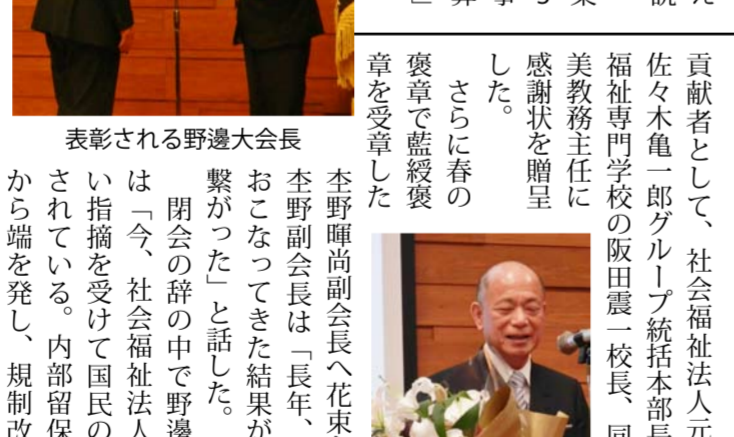 貢献者として、社会福祉法人元
佐々木亀一郎グループ統括本部長
福祉専門学校の阪田震一校長、同
美教務主任に
感謝状を贈呈
した。
さらに春の
褒章で藍綬褒
章を受章した
表彰される野邊大会長
杢野暉尚副会長へ花束
杢野副会長は「長年、
おこなってきた結果が
繋がった」と話した。
閉会の辞の中で野邊
は「今、社会福祉法人
い指摘を受けて国民の
されている。内部留保
から端を発し、規制改